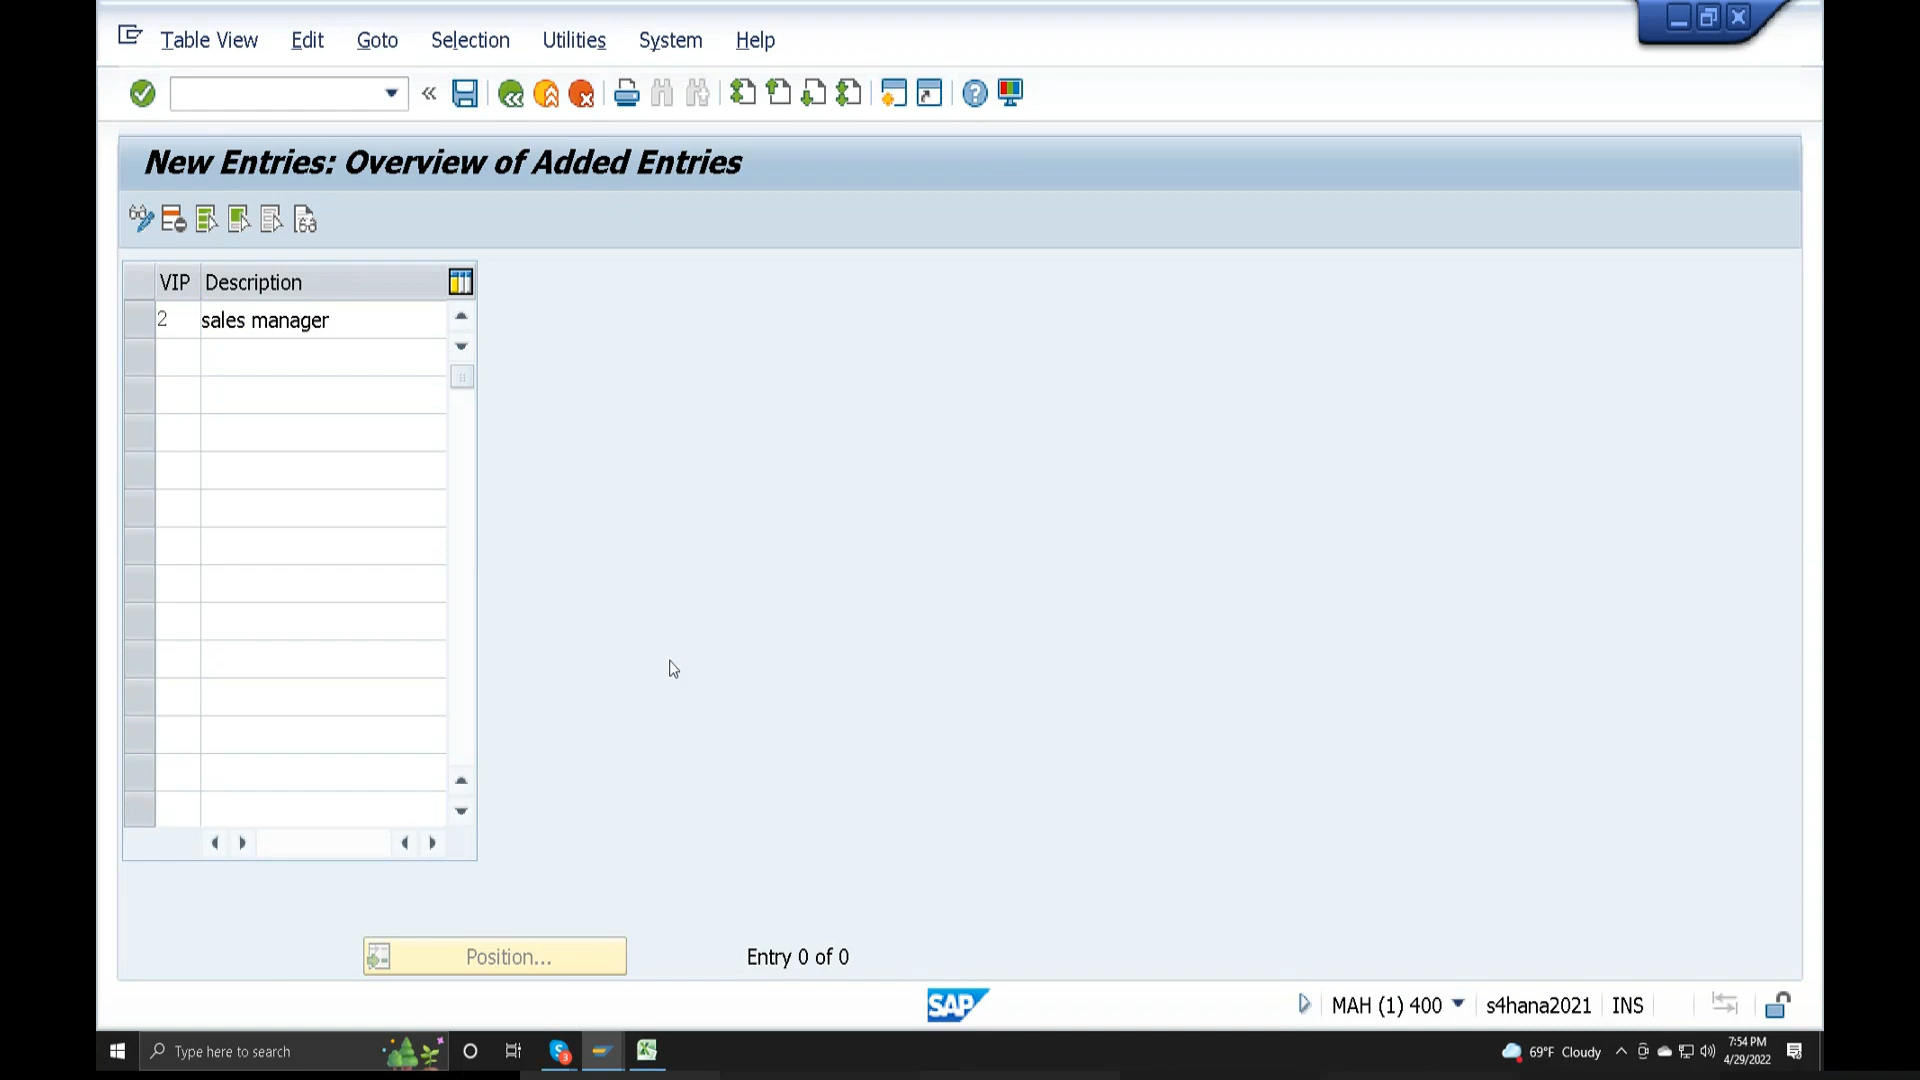 Table View Edit Goto Selection Utilities System Help
New Entries: Overview of Added Entries
VIP Description
2 sales manager
Position...
Entry 0 of 0
SAP
MAH (1) 400
s4hana2021
INS
Type here to search
3
69°F Cloudy
7:54 PM
4/29/2022